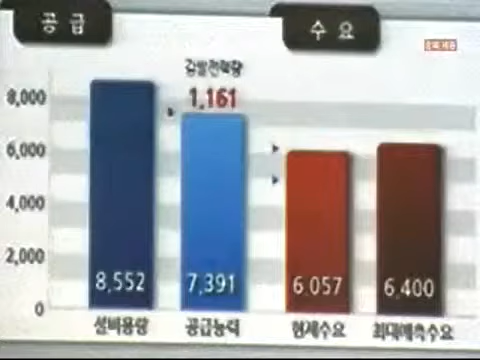 공급
수요
감발전력량
1,161
8,000
6,000
4,000
2,000
0
8,552
7,391
6,057
6,400
설비용량
공급능력
현재수요
최대예측수요